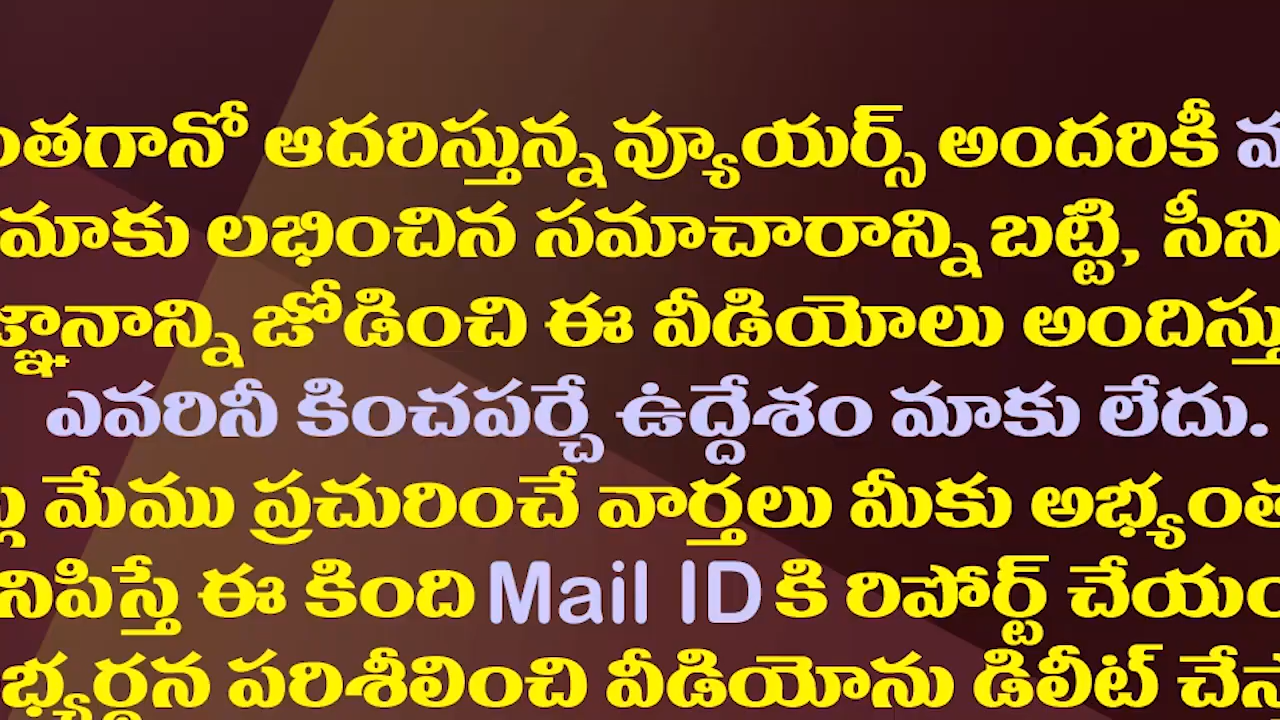 ంతగానో ఆదరిస్తున్న వ్యూయర్స్ అందరికీ
మాకు లభించిన సమాచారాన్ని బట్టి, సీని
జ్ఞానాన్ని జోడించి ఈ వీడియోలు అందిస్తు
ఎవరినీ కించపర్చే ఉద్దేశం మాకు లేదు.
మేము ప్రచురించే వార్తలు మీకు అభ్యంత
నిపిస్తే ఈ కింది Mail ID కి రిపోర్ట్ చేయం
భ్యర్థన పరిశీలించి వీడియోను డిలీట్ చేస